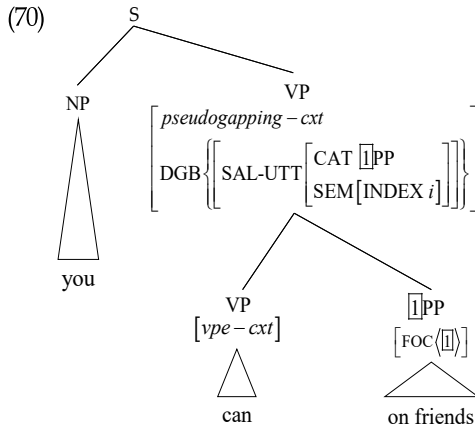 (70)
S
NP
VP
[pseudogapping – cxt
DGB{[SAL-UTT[CAT [1]PP
SEM[INDEX i]]]}]
you
VP
[1]PP
[vpe – cxt]
[FOC⟨[1]⟩]
can
on friends